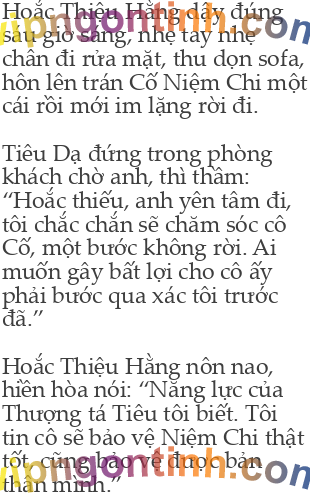 Hoắc Thiệu Hằng dậy đúng
sáu giờ sáng, nhẹ tay nhẹ
chân đi rửa mặt, thu dọn sofa,
hôn lên trán Cố Niệm Chi một
cái rồi mới im lặng rời đi.

Tiêu Dạ đứng trong phòng
khách chờ anh, thì thầm:
“Hoắc thiếu, anh yên tâm đi,
tôi chắc chắn sẽ chăm sóc cô
Cố, một bước không rời. Ai
muốn gây bất lợi cho cô ấy
phải bước qua xác tôi trước
đã.”

Hoắc Thiệu Hằng nôn nao,
hiền hòa nói: “Năng lực của
Thượng tá Tiêu tôi biết. Tôi
tin cô sẽ bảo vệ Niệm Chi thật
tốt, cũng bảo vệ được bản
thân mình.”
vipngontinh.com
vipngontinh.com